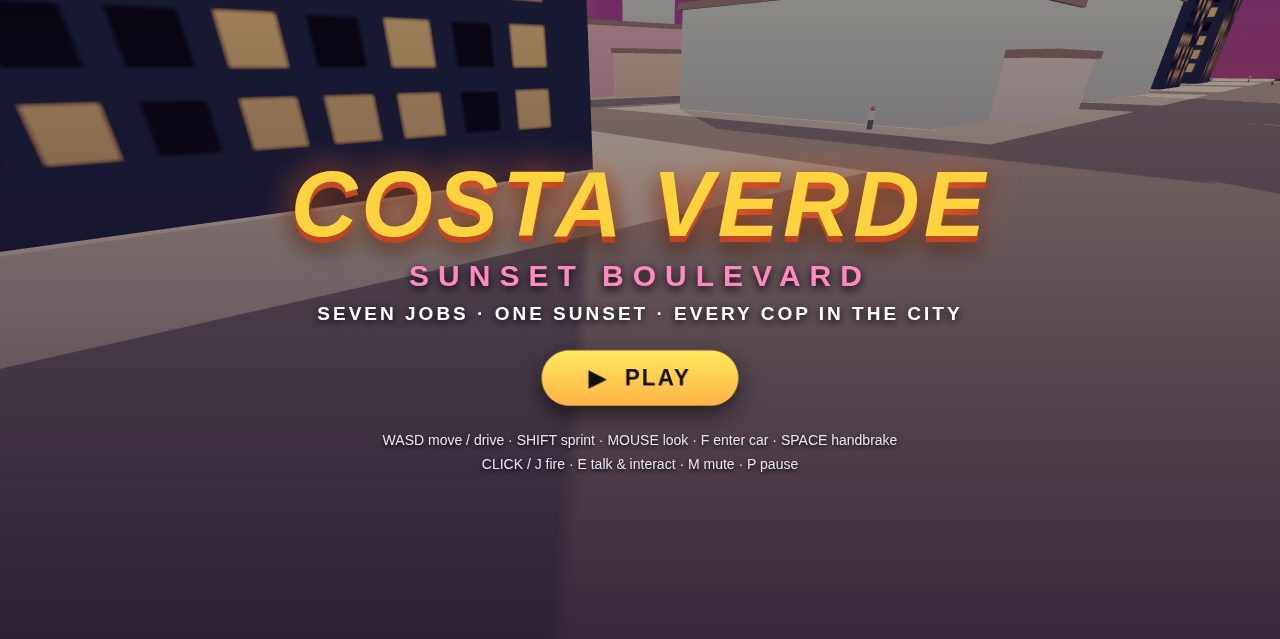 COSTA VERDE
SUNSET BOULEVARD
SEVEN JOBS · ONE SUNSET · EVERY COP IN THE CITY
▶ PLAY
WASD move / drive · SHIFT sprint · MOUSE look · F enter car · SPACE handbrake
CLICK / J fire · E talk & interact · M mute · P pause